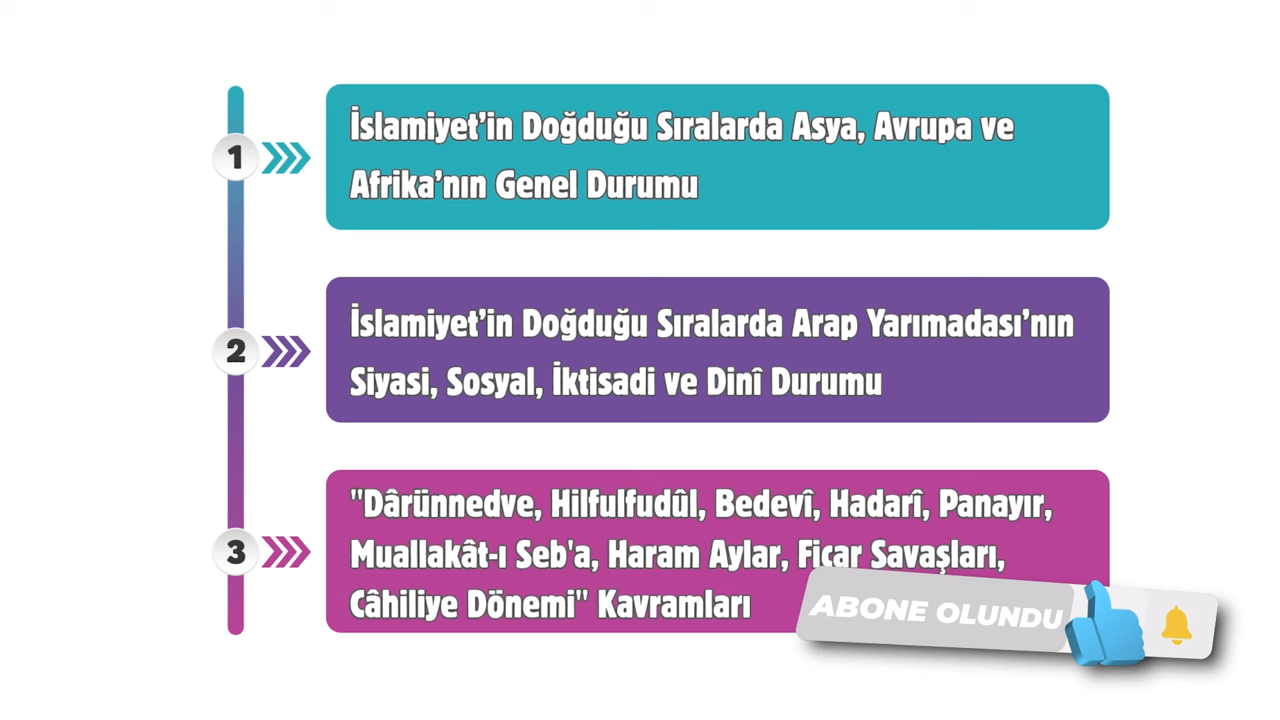 1
İslamiyet’in Doğduğu Sıralarda Asya, Avrupa ve
Afrika’nın Genel Durumu
2
İslamiyet’in Doğduğu Sıralarda Arap Yarımadası’nın
Siyasi, Sosyal, İktisadi ve Dinî Durumu
3
"Dârünnedve, Hilfulfudûl, Bedevî, Hadarî, Panayır,
Muallakât-ı Seb'a, Haram Aylar, Ficar Savaşları,
Câhiliye Dönemi" Kavramları
ABONE OLUNDU